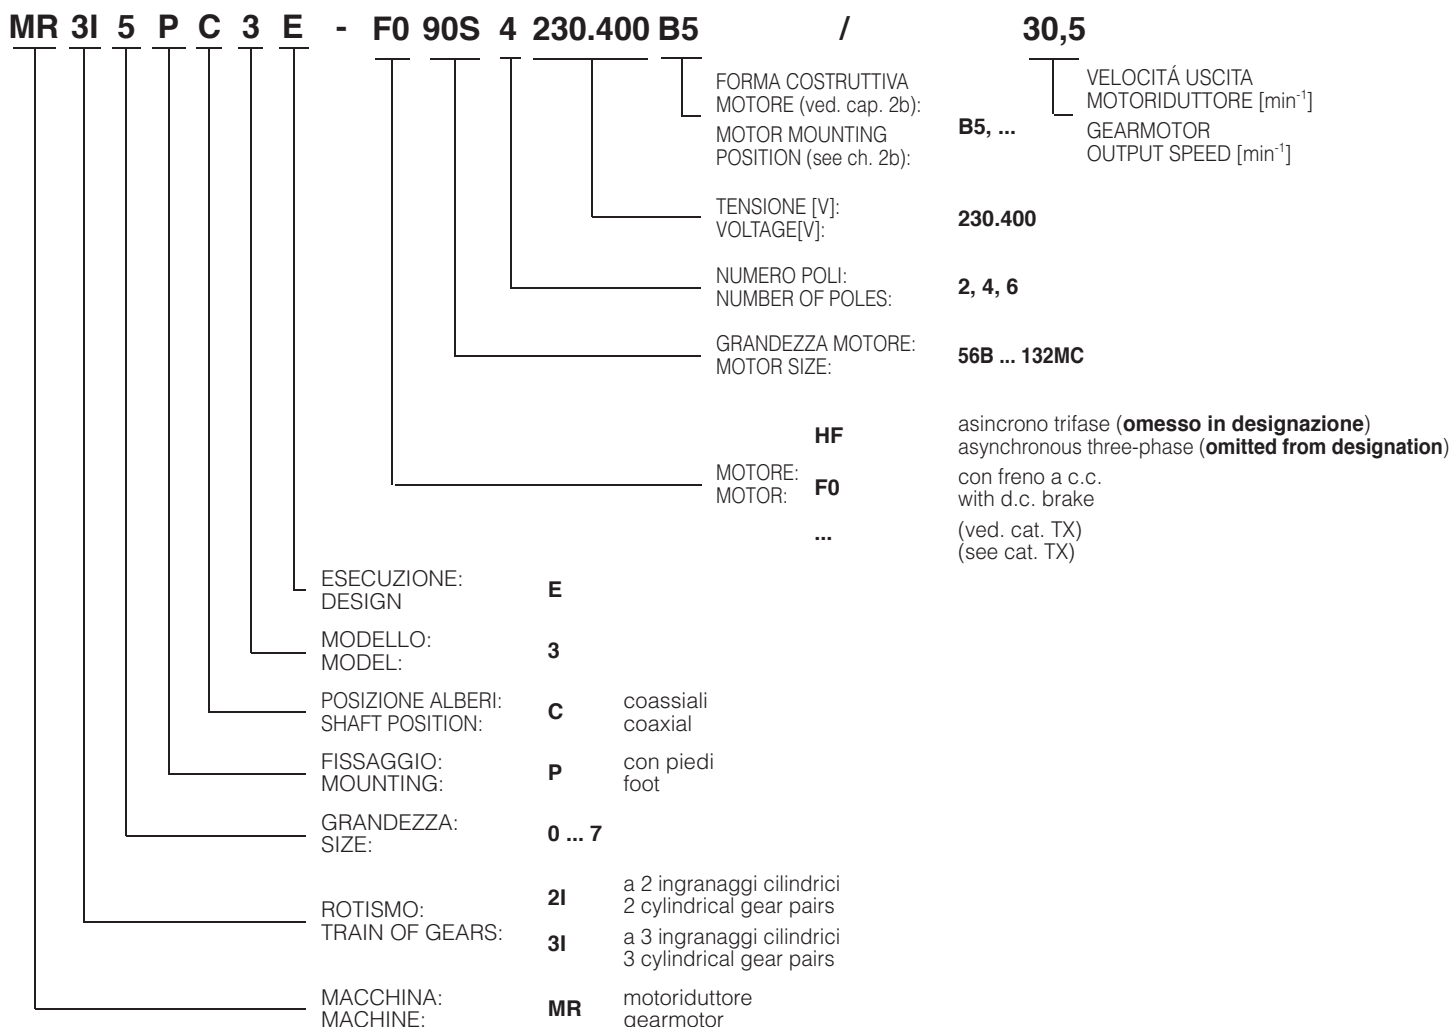 MR 3I 5 P C 3 E - F0 90S 4 230.400 B5 / 30,5
FORMA COSTRUTTIVA
MOTORE (ved. cap. 2b):
MOTOR MOUNTING
POSITION (see ch. 2b):
B5, ...
VELOCITÁ USCITA
MOTORIDUTTORE [min-1]
GEARMOTOR
OUTPUT SPEED [min-1]
TENSIONE [V]:
VOLTAGE[V]:
230.400
NUMERO POLI:
NUMBER OF POLES:
2, 4, 6
GRANDEZZA MOTORE:
MOTOR SIZE:
56B ... 132MC
MOTORE:
MOTOR:
HF
asincrono trifase (omesso in designazione)
asynchronous three-phase (omitted from designation)
F0
con freno a c.c.
with d.c. brake
...
(ved. cat. TX)
(see cat. TX)
ESECUZIONE:
DESIGN
E
MODELLO:
MODEL:
3
POSIZIONE ALBERI:
SHAFT POSITION:
C
coassiali
coaxial
FISSAGGIO:
MOUNTING:
P
con piedi
foot
GRANDEZZA:
SIZE:
0 ... 7
ROTISMO:
TRAIN OF GEARS:
2I
a 2 ingranaggi cilindrici
2 cylindrical gear pairs
3I
a 3 ingranaggi cilindrici
3 cylindrical gear pairs
MACCHINA:
MACHINE:
MR
motoriduttore
gearmotor